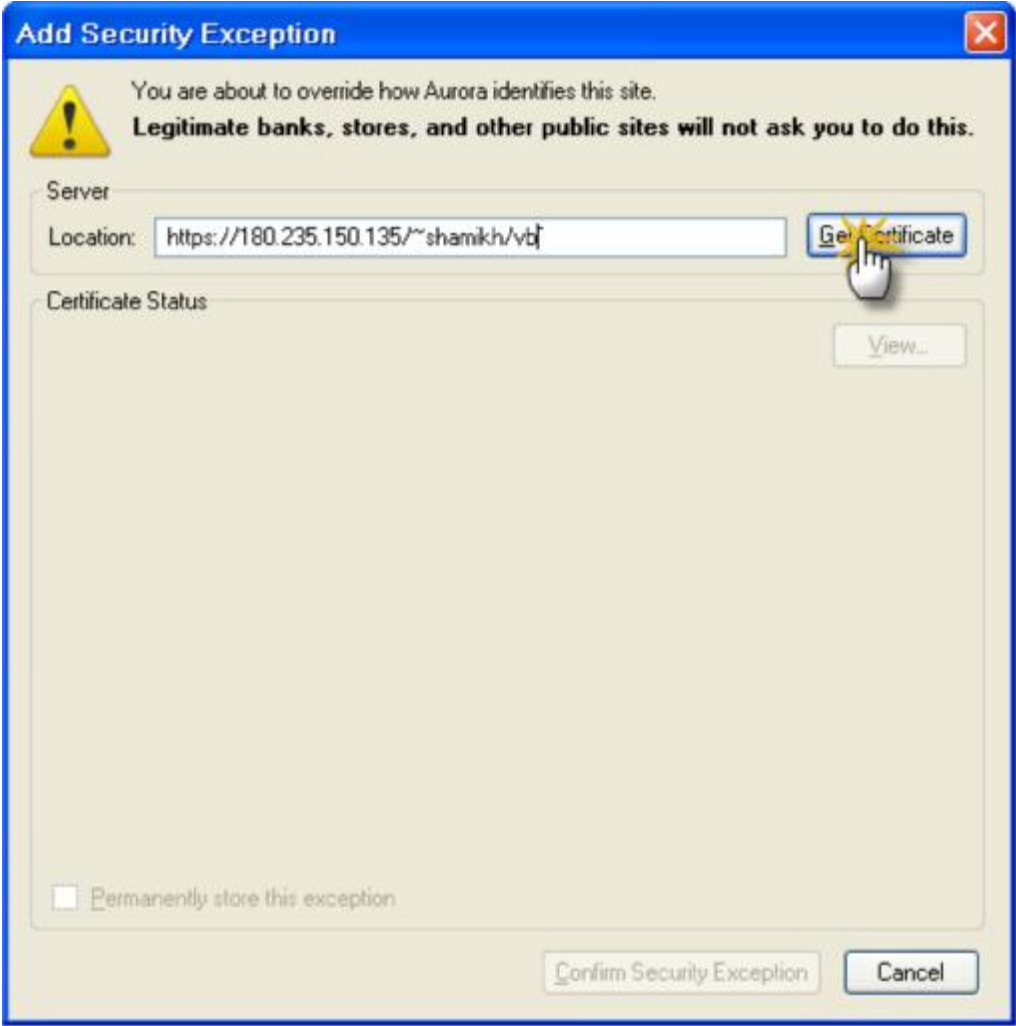 Add Security Exception
You are about to override how Aurora identifies this site.
Legitimate banks, stores, and other public sites will not ask you to do this.
Server
Location: https://180.235.150.135/~shamikh/vb Get Certificate
Certificate Status
View...
Permanently store this exception
Confirm Security Exception Cancel